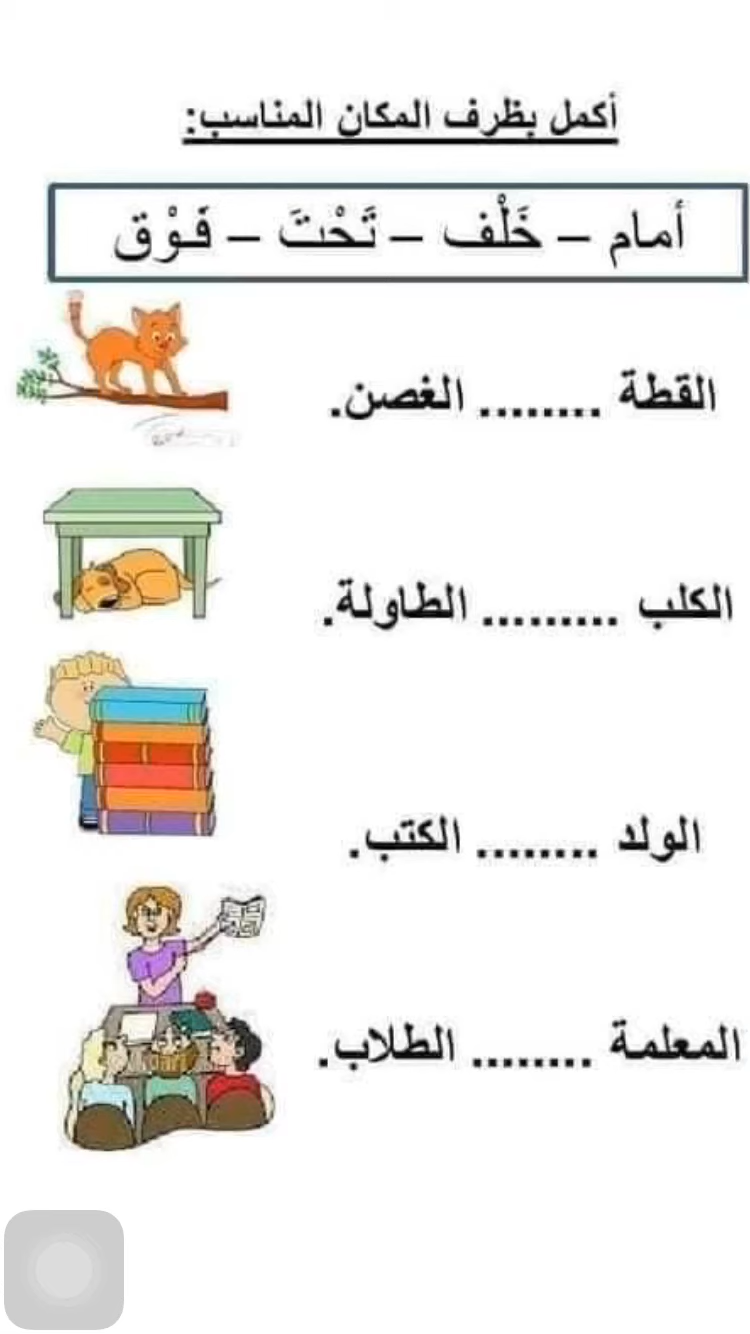 أكمل بظرف المكان المناسب:
أمام – خَلْف – تَحْتَ – فَوْق
القطة ........ الغصن.
الكلب ......... الطاولة.
الولد ........ الكتب.
المعلمة ........ الطلاب.